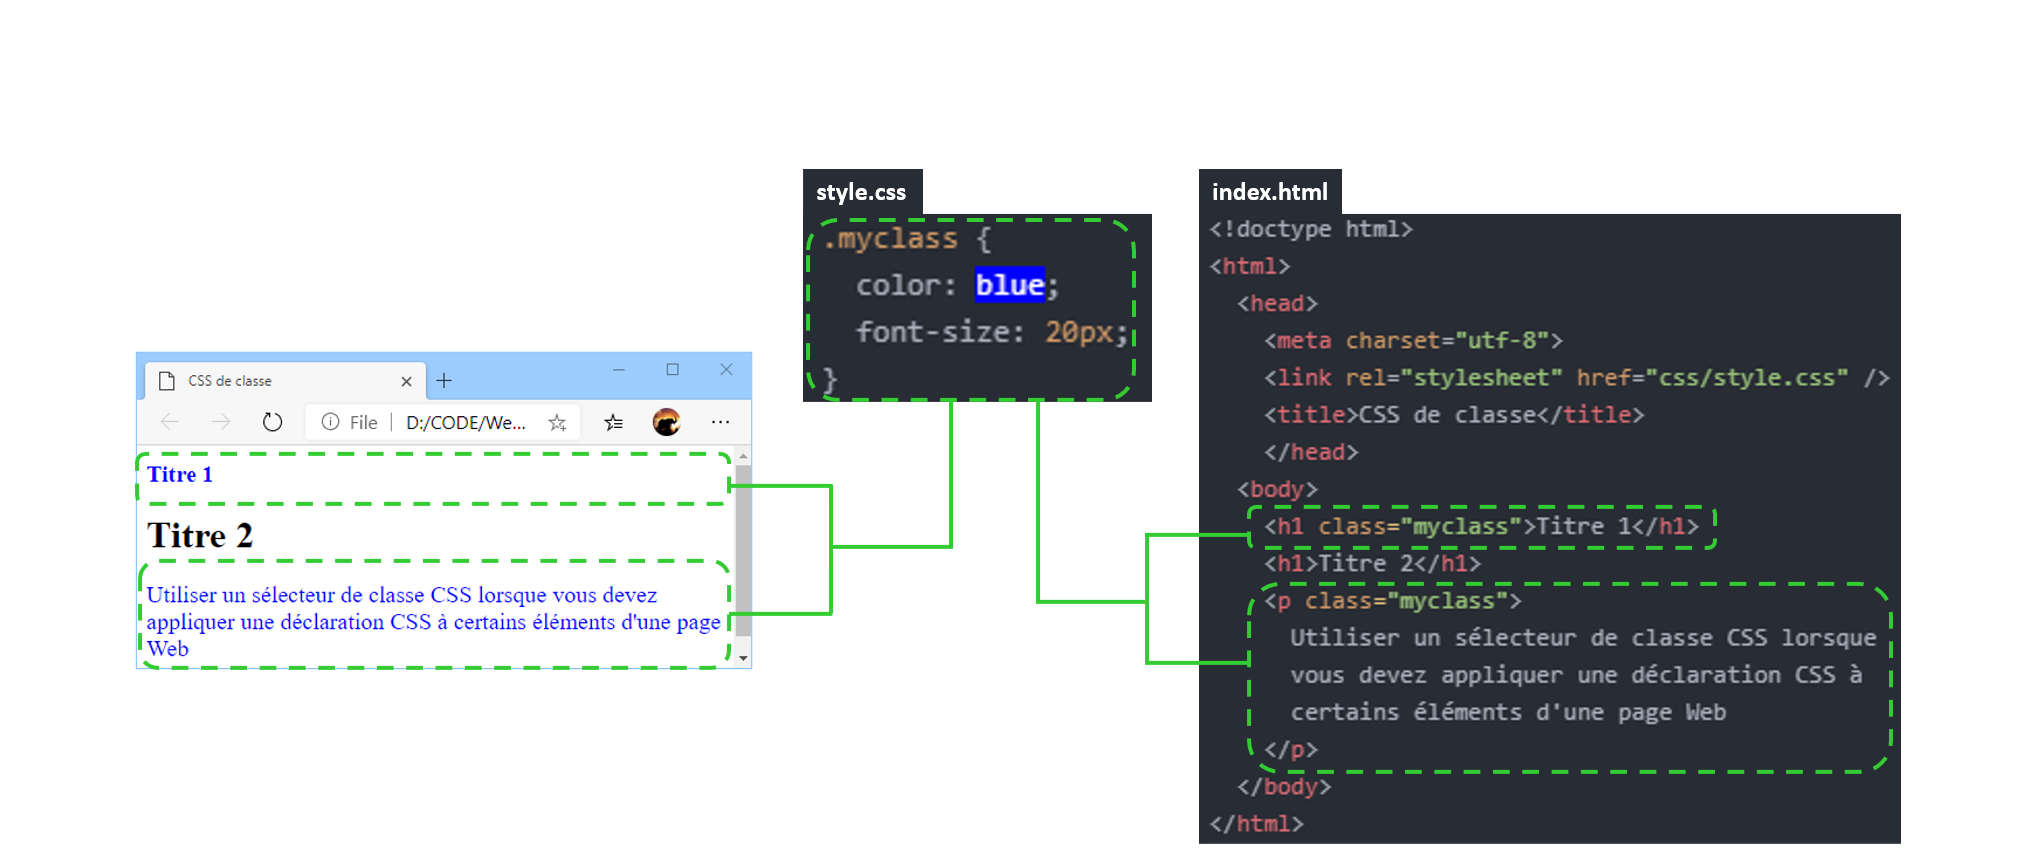 CSS de classe
File
D:/CODE/We...
Titre 1
Titre 2
Utiliser un sélecteur de classe CSS lorsque vous devez
appliquer une déclaration CSS à certains éléments d'une page
Web
style.css
.myclass {
color: blue;
font-size: 20px;
}
index.html
<!doctype html>
<html>
<head>
<meta charset="utf-8">
<link rel="stylesheet" href="css/style.css" />
<title>CSS de classe</title>
</head>
<body>
<h1 class="myclass">Titre 1</h1>
<h1>Titre 2</h1>
<p class="myclass">
Utiliser un sélecteur de classe CSS lorsque
vous devez appliquer une déclaration CSS à
certains éléments d'une page Web
</p>
</body>
</html>